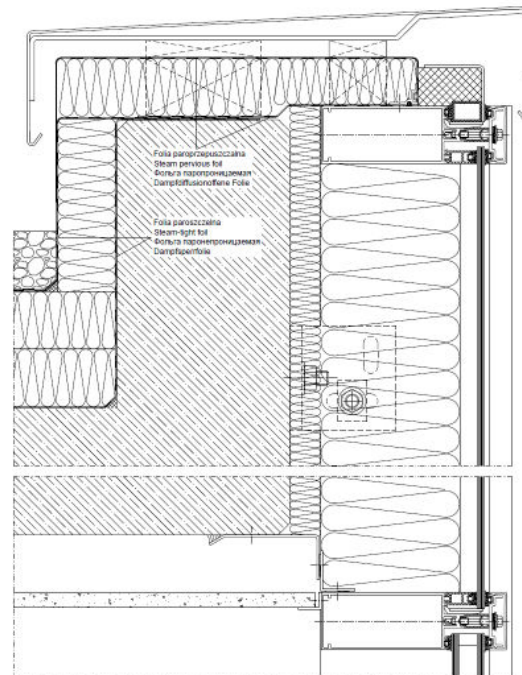 Folia paroprzepuszczalna
Steam pervious foil
Фольга паропроницаемая
Dampfdiffusionoffene Folie
Folia paroszczelna
Steam-tight foil
Фольга паронепроницаемая
Dampfsperrfolie